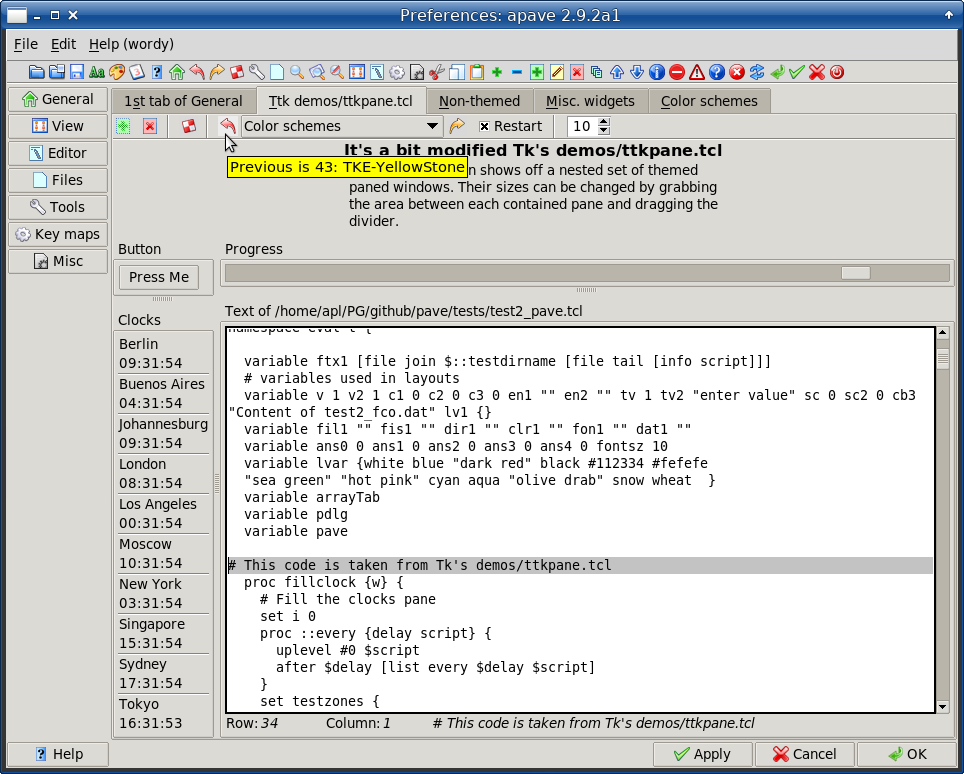 Preferences: apave 2.9.2a1
File Edit Help (wordy)
General
View
Editor
Files
Tools
Key maps
Misc
1st tab of General Ttk demos/ttkpane.tcl Non-themed Misc. widgets Color schemes
Color schemes Restart 10
It's a bit modified Tk's demos/ttkpane.tcl
Previous is 43: TKE-YellowStone
n shows off a nested set of themed
paned windows. Their sizes can be changed by grabbing
the area between each contained pane and dragging the
divider.
Button
Press Me
Progress
Clocks
Berlin
09:31:54
Buenos Aires
04:31:54
Johannesburg
09:31:54
London
08:31:54
Los Angeles
00:31:54
Moscow
10:31:54
New York
03:31:54
Singapore
15:31:54
Sydney
17:31:54
Tokyo
16:31:53
Text of /home/apl/PG/github/pave/tests/test2_pave.tcl
namespace eval t {
variable ftx1 [file join $::testdirname [file tail [info script]]]
# variables used in layouts
variable v 1 v2 1 c1 0 c2 0 c3 0 en1 "" en2 "" tv 1 tv2 "enter value" sc 0 sc2 0 cb3
"Content of test2_fco.dat" lv1 {}
variable fil1 "" fis1 "" dir1 "" clr1 "" fon1 "" dat1 ""
variable ans0 0 ans1 0 ans2 0 ans3 0 ans4 0 fontsz 10
variable lvar {white blue "dark red" black #112334 #fefefe
"sea green" "hot pink" cyan aqua "olive drab" snow wheat  }
variable arrayTab
variable pdlg
variable pave
# This code is taken from Tk's demos/ttkpane.tcl
proc fillclock {w} {
# Fill the clocks pane
set i 0
proc ::every {delay script} {
uplevel #0 $script
after $delay [list every $delay $script]
}
set testzones {
Row: 34 Column: 1 # This code is taken from Tk's demos/ttkpane.tcl
Help Apply Cancel OK